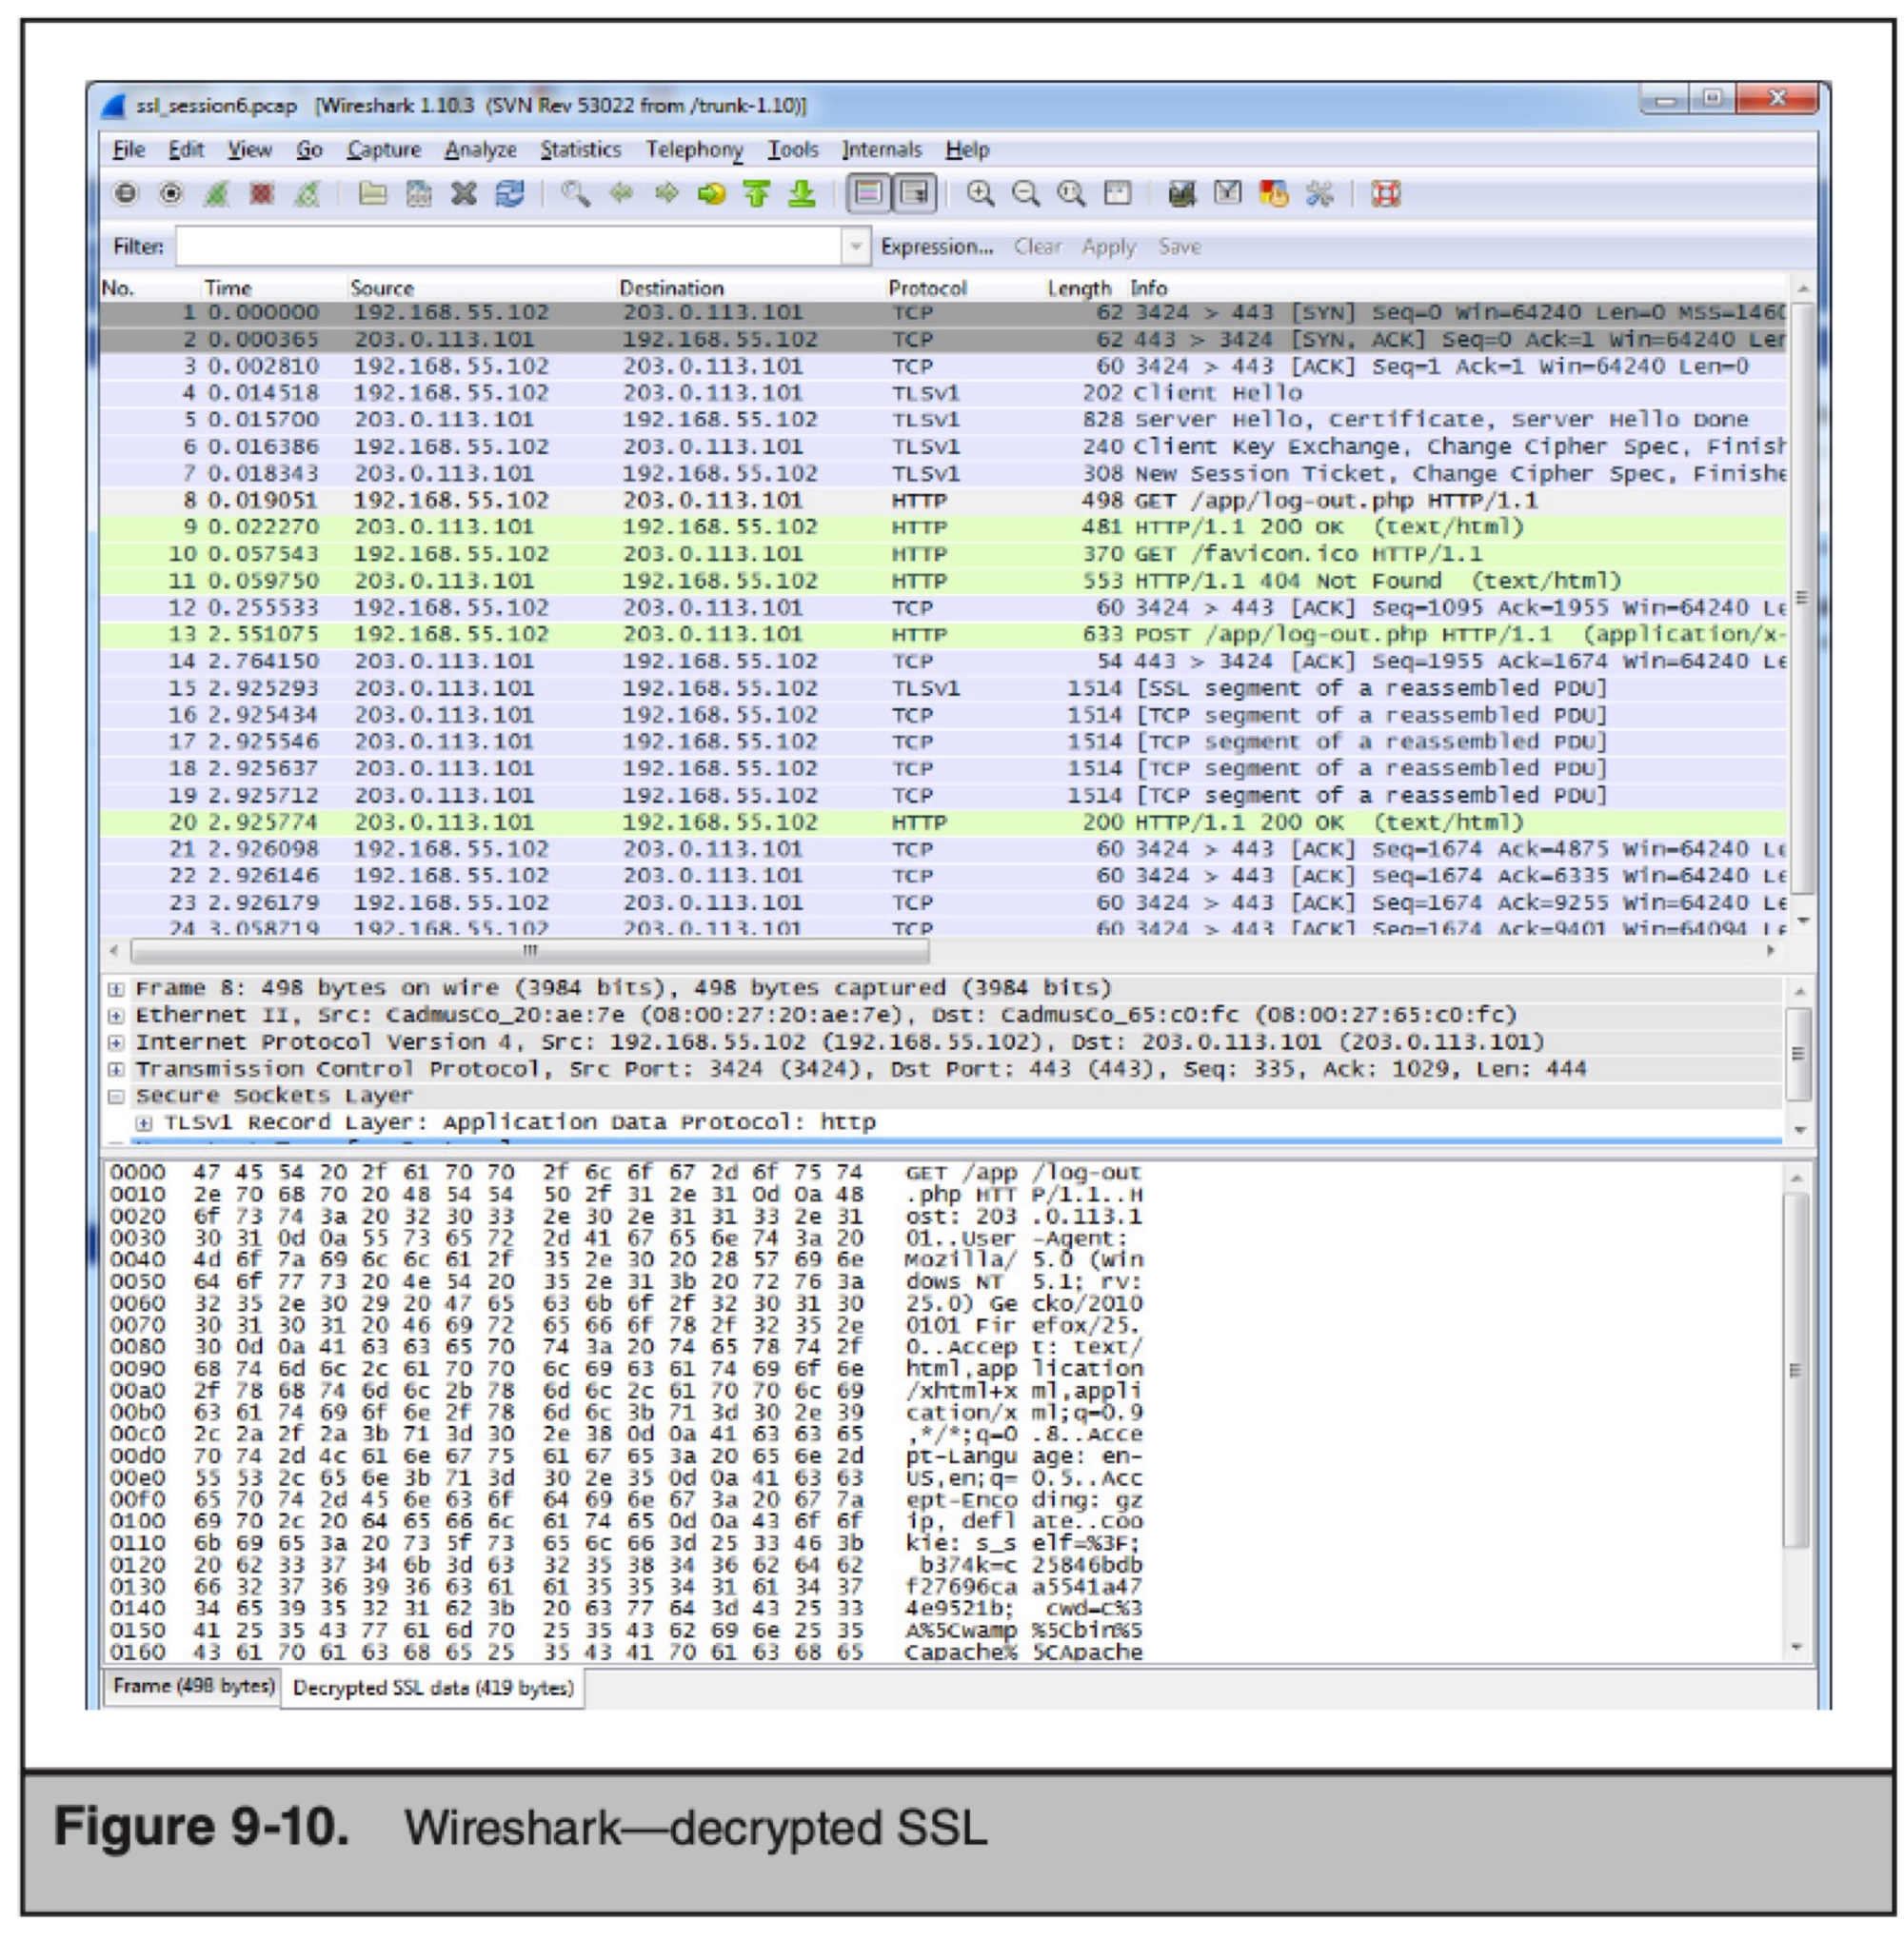 ssl_session6.pcap [Wireshark 1.10.3 (SVN Rev 53022 from /trunk-1.10)]
File Edit View Go Capture Analyze Statistics Telephony Tools Internals Help
Filter: Expression... Clear Apply Save
No. Time Source Destination Protocol Length Info
1 0.000000 192.168.55.102 203.0.113.101 TCP 62 3424 > 443 [SYN] Seq=0 Win=64240 Len=0 MSS=1460
2 0.000365 203.0.113.101 192.168.55.102 TCP 62 443 > 3424 [SYN, ACK] Seq=0 Ack=1 Win=64240 Len
3 0.002810 192.168.55.102 203.0.113.101 TCP 60 3424 > 443 [ACK] Seq=1 Ack=1 Win=64240 Len=0
4 0.014518 192.168.55.102 203.0.113.101 TLSv1 202 Client Hello
5 0.015700 203.0.113.101 192.168.55.102 TLSv1 828 Server Hello, Certificate, Server Hello Done
6 0.016386 192.168.55.102 203.0.113.101 TLSv1 240 Client Key Exchange, Change Cipher Spec, Finish
7 0.018343 203.0.113.101 192.168.55.102 TLSv1 308 New Session Ticket, Change Cipher Spec, Finishe
8 0.019051 192.168.55.102 203.0.113.101 HTTP 498 GET /app/log-out.php HTTP/1.1
9 0.022270 203.0.113.101 192.168.55.102 HTTP 481 HTTP/1.1 200 OK (text/html)
10 0.057543 192.168.55.102 203.0.113.101 HTTP 370 GET /favicon.ico HTTP/1.1
11 0.059750 203.0.113.101 192.168.55.102 HTTP 553 HTTP/1.1 404 Not Found (text/html)
12 0.255533 192.168.55.102 203.0.113.101 TCP 60 3424 > 443 [ACK] Seq=1095 Ack=1955 Win=64240 Le
13 2.551075 192.168.55.102 203.0.113.101 HTTP 633 POST /app/log-out.php HTTP/1.1 (application/x-
14 2.764150 203.0.113.101 192.168.55.102 TCP 54 443 > 3424 [ACK] Seq=1955 Ack=1674 Win=64240 Le
15 2.925293 203.0.113.101 192.168.55.102 TLSv1 1514 [SSL segment of a reassembled PDU]
16 2.925434 203.0.113.101 192.168.55.102 TCP 1514 [TCP segment of a reassembled PDU]
17 2.925546 203.0.113.101 192.168.55.102 TCP 1514 [TCP segment of a reassembled PDU]
18 2.925637 203.0.113.101 192.168.55.102 TCP 1514 [TCP segment of a reassembled PDU]
19 2.925712 203.0.113.101 192.168.55.102 TCP 1514 [TCP segment of a reassembled PDU]
20 2.925774 203.0.113.101 192.168.55.102 HTTP 200 HTTP/1.1 200 OK (text/html)
21 2.926098 192.168.55.102 203.0.113.101 TCP 60 3424 > 443 [ACK] Seq=1674 Ack=4875 Win=64240 Le
22 2.926146 192.168.55.102 203.0.113.101 TCP 60 3424 > 443 [ACK] Seq=1674 Ack=6335 Win=64240 Le
23 2.926179 192.168.55.102 203.0.113.101 TCP 60 3424 > 443 [ACK] Seq=1674 Ack=9255 Win=64240 Le
24 3.058719 192.168.55.102 203.0.113.101 TCP 60 3424 > 443 [ACK] Seq=1674 Ack=9401 Win=64094 Le
Frame 8: 498 bytes on wire (3984 bits), 498 bytes captured (3984 bits)
Ethernet II, Src: CadmusCo_20:ae:7e (08:00:27:20:ae:7e), Dst: CadmusCo_65:c0:fc (08:00:27:65:c0:fc)
Internet Protocol Version 4, Src: 192.168.55.102 (192.168.55.102), Dst: 203.0.113.101 (203.0.113.101)
Transmission Control Protocol, Src Port: 3424 (3424), Dst Port: 443 (443), Seq: 335, Ack: 1029, Len: 444
Secure Sockets Layer
TLSv1 Record Layer: Application Data Protocol: http
0000 47 45 54 20 2f 61 70 70 2f 6c 6f 67 2d 6f 75 74 GET /app /log-out
0010 2e 70 68 70 20 48 54 54 50 2f 31 2e 31 0d 0a 48 .php HTT P/1.1..H
0020 6f 73 74 3a 20 32 30 33 2e 30 2e 31 31 33 2e 31 ost: 203 .0.113.1
0030 30 31 0d 0a 55 73 65 72 2d 41 67 65 6e 74 3a 20 01..User -Agent:
0040 4d 6f 7a 69 6c 6c 61 2f 35 2e 30 20 28 57 69 6e Mozilla/ 5.0 (Win
0050 64 6f 77 73 20 4e 54 20 35 2e 31 3b 20 72 76 3a dows NT 5.1; rv:
0060 32 35 2e 30 29 20 47 65 63 6b 6f 2f 32 30 31 30 25.0) Ge cko/2010
0070 30 31 30 31 20 46 69 72 65 66 6f 78 2f 32 35 2e 0101 Fir efox/25.
0080 30 0d 0a 41 63 63 65 70 74 3a 20 74 65 78 74 2f 0..Accep t: text/
0090 68 74 6d 6c 2c 61 70 70 6c 69 63 61 74 69 6f 6e html,app lication
00a0 2f 78 68 74 6d 6c 2b 78 6d 6c 2c 61 70 70 6c 69 /xhtml+x ml,appli
00b0 63 61 74 69 6f 6e 2f 78 6d 6c 3b 71 3d 30 2e 39 cation/x ml;q=0.9
00c0 2c 2a 2f 2a 3b 71 3d 30 2e 38 0d 0a 41 63 63 65 ,*/*;q=0 .8..Acce
00d0 70 74 2d 4c 61 6e 67 75 61 67 65 3a 20 65 6e 2d pt-Langu age: en-
00e0 55 53 2c 65 6e 3b 71 3d 30 2e 35 0d 0a 41 63 63 US,en;q= 0.5..Acc
00f0 65 70 74 2d 45 6e 63 6f 64 69 6e 67 3a 20 67 7a ept-Enco ding: gz
0100 69 70 2c 20 64 65 66 6c 61 74 65 0d 0a 43 6f 6f ip, defl ate..Coo
0110 6b 69 65 3a 20 73 5f 73 65 6c 66 3d 25 33 46 3b kie: s_s elf=%3F;
0120 20 62 33 37 34 6b 3d 63 32 35 38 34 36 62 64 62 b374k=c 25846bdb
0130 66 32 37 36 39 36 63 61 61 35 35 34 31 61 34 37 f27696ca a5541a47
0140 34 65 39 35 32 31 62 3b 20 63 77 64 3d 43 25 33 4e9521b; cwd=C%3
0150 41 25 35 43 77 61 6d 70 25 35 43 62 69 6e 25 35 A%5Cwamp %5Cbin%5
0160 43 61 70 61 63 68 65 25 35 43 41 70 61 63 68 65 Capache% 5CApache
Frame (498 bytes) Decrypted SSL data (419 bytes)
Figure 9-10. Wireshark—decrypted SSL